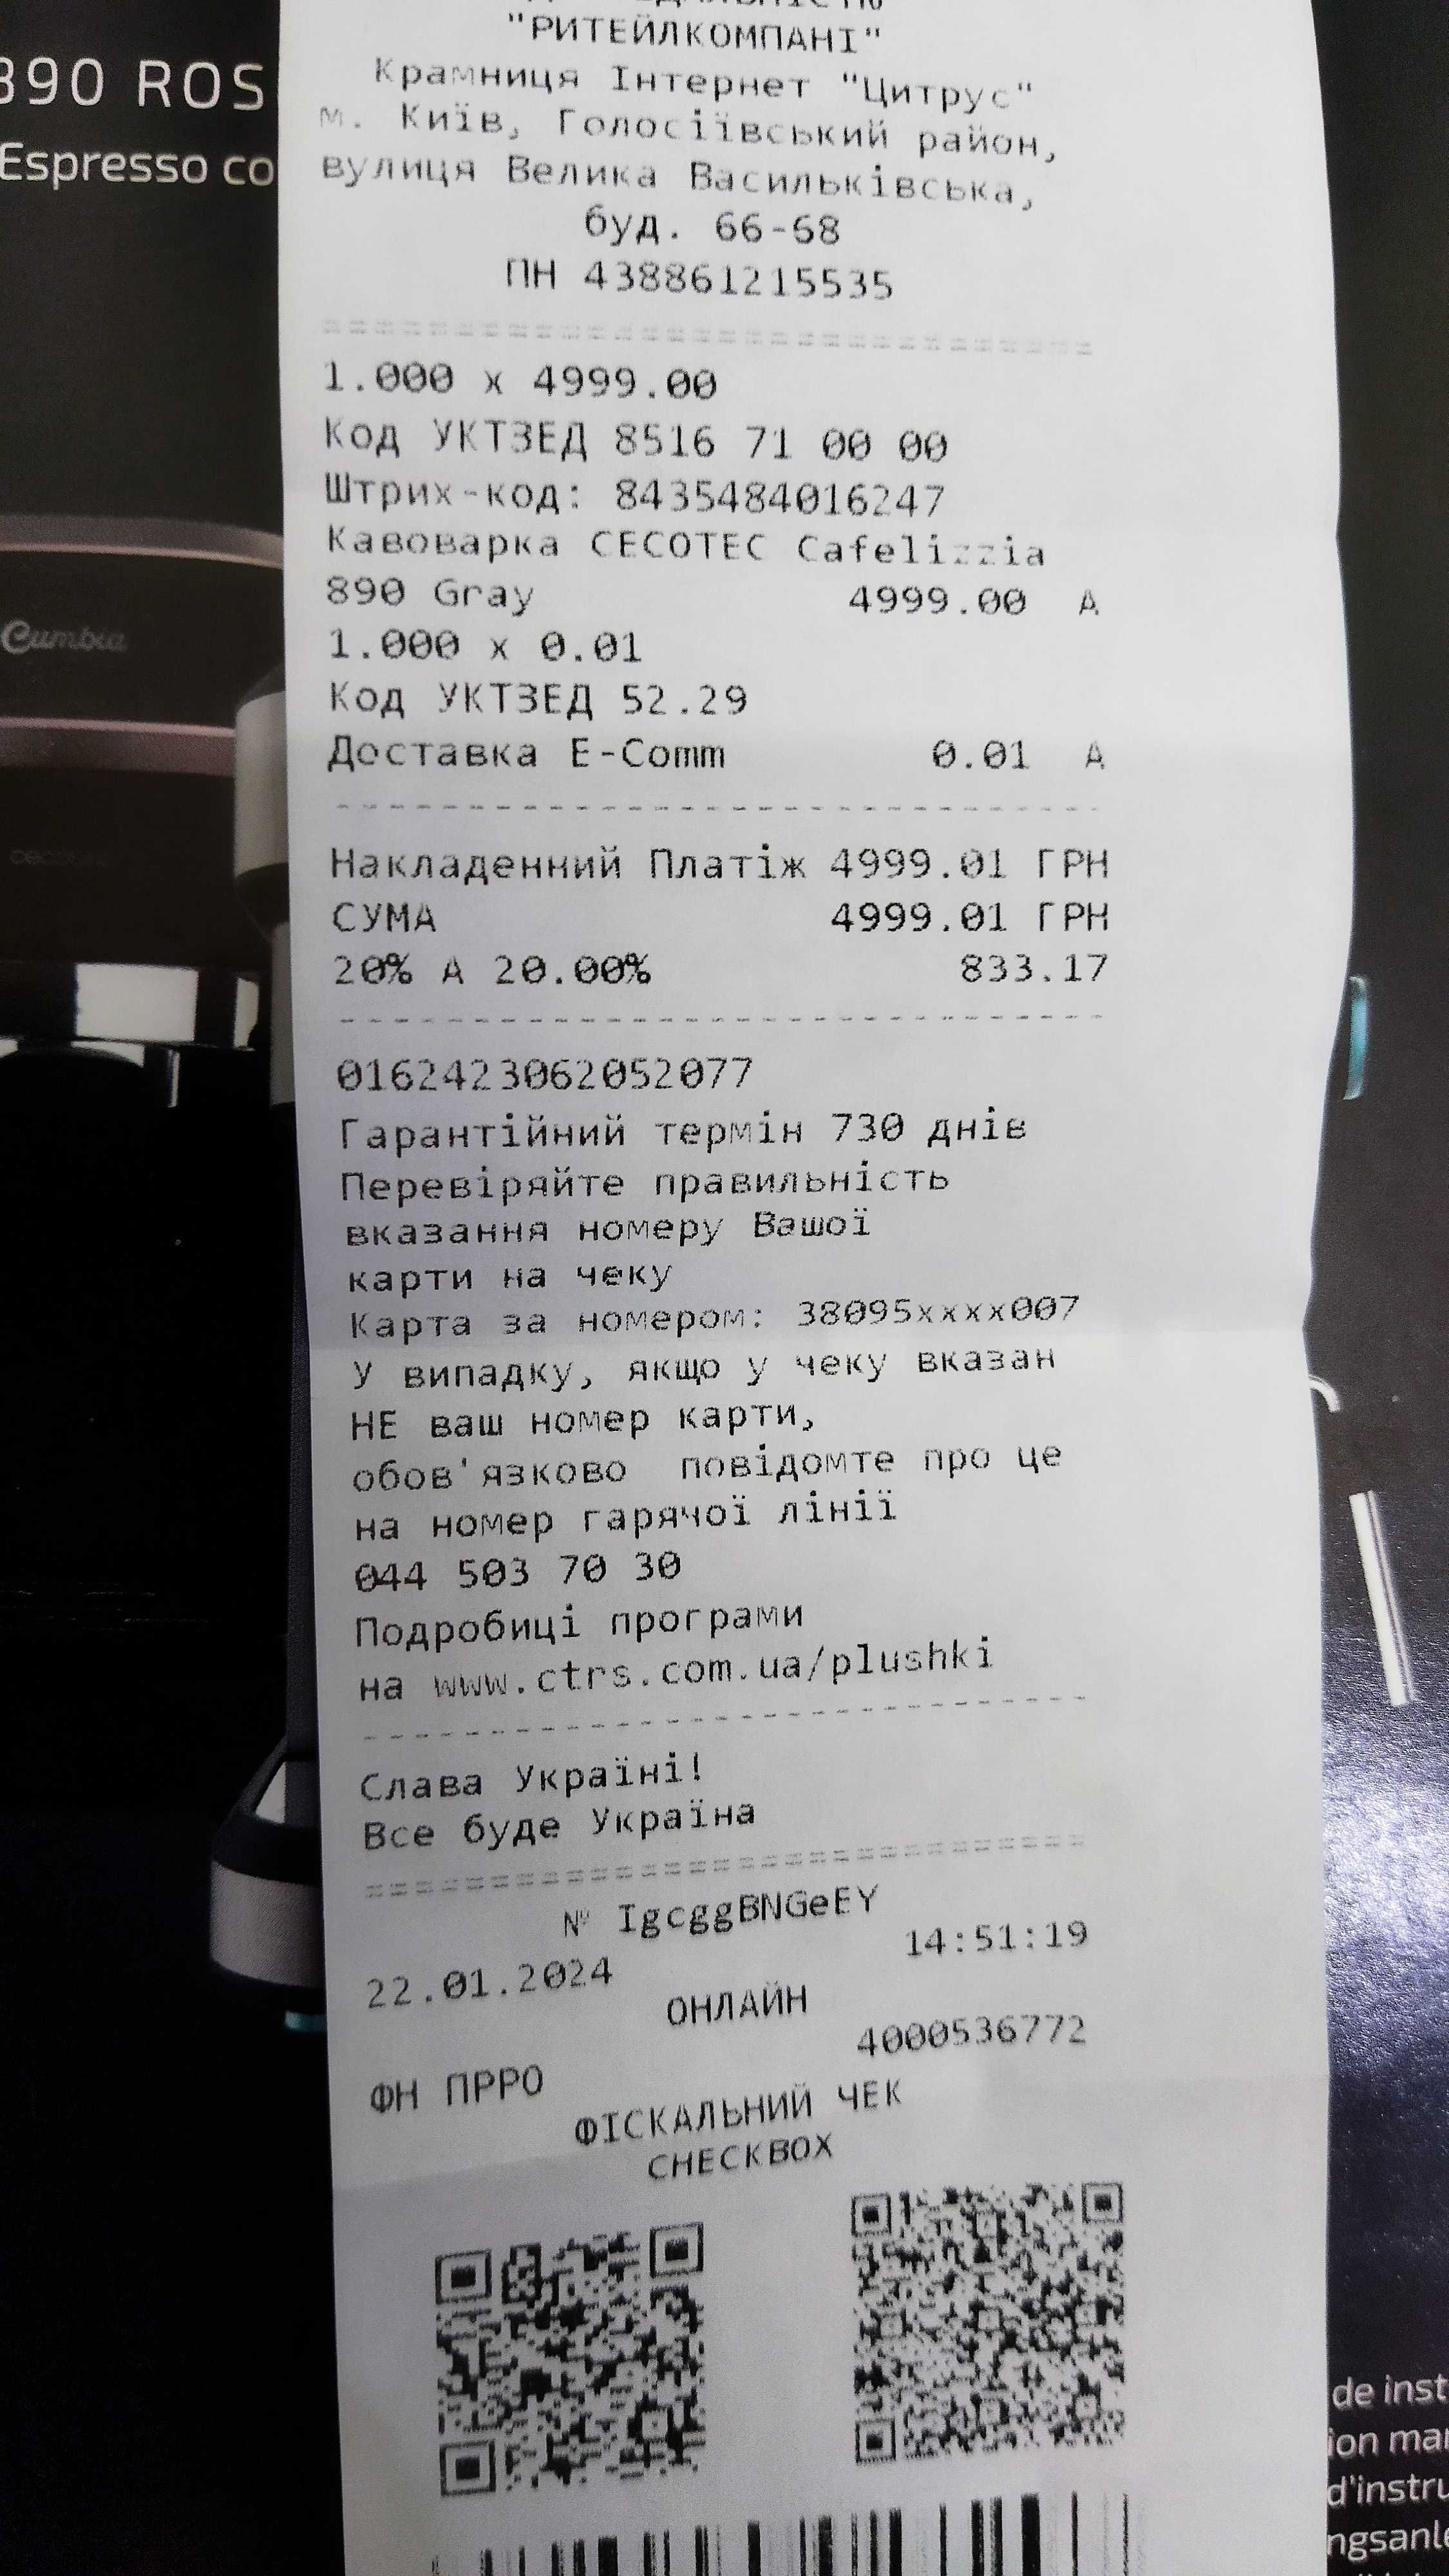 "РИТЕЙЛКОМПАНІ"
Крамниця Інтернет "Цитрус"
м. Київ, Голосіївський район,
вулиця Велика Васильківська,
буд. 66-68
ПН 438861215535
1.000 x 4999.00
Код УКТЗЕД 8516 71 00 00
Штрих-код: 8435484016247
Кавоварка CECOTEC Cafelizzia
890 Gray 4999.00 А
1.000 x 0.01
Код УКТЗЕД 52.29
Доставка E-Comm 0.01 А
Накладенний Платіж 4999.01 ГРН
СУМА 4999.01 ГРН
20% А 20.00% 833.17
0162423062052077
Гарантійний термін 730 днів
Перевіряйте правильність
вказання номеру Вашої
карти на чеку
Карта за номером: 38095xxxx007
У випадку, якщо у чеку вказан
НЕ ваш номер карти,
обов'язково повідомте про це
на номер гарячої лінії
044 503 70 30
Подробиці програми
на www.ctrs.com.ua/plushki
Слава Україні!
Все буде Україна
№ IgcggBNGeEY
22.01.2024 14:51:19
ОНЛАЙН
ФН ПРРО 4000536772
ФІСКАЛЬНИЙ ЧЕК
CHECKBOX
890 ROS
Espresso co
Cumbia
cecotec
de inst
ion mar
d'instru
ngsanle